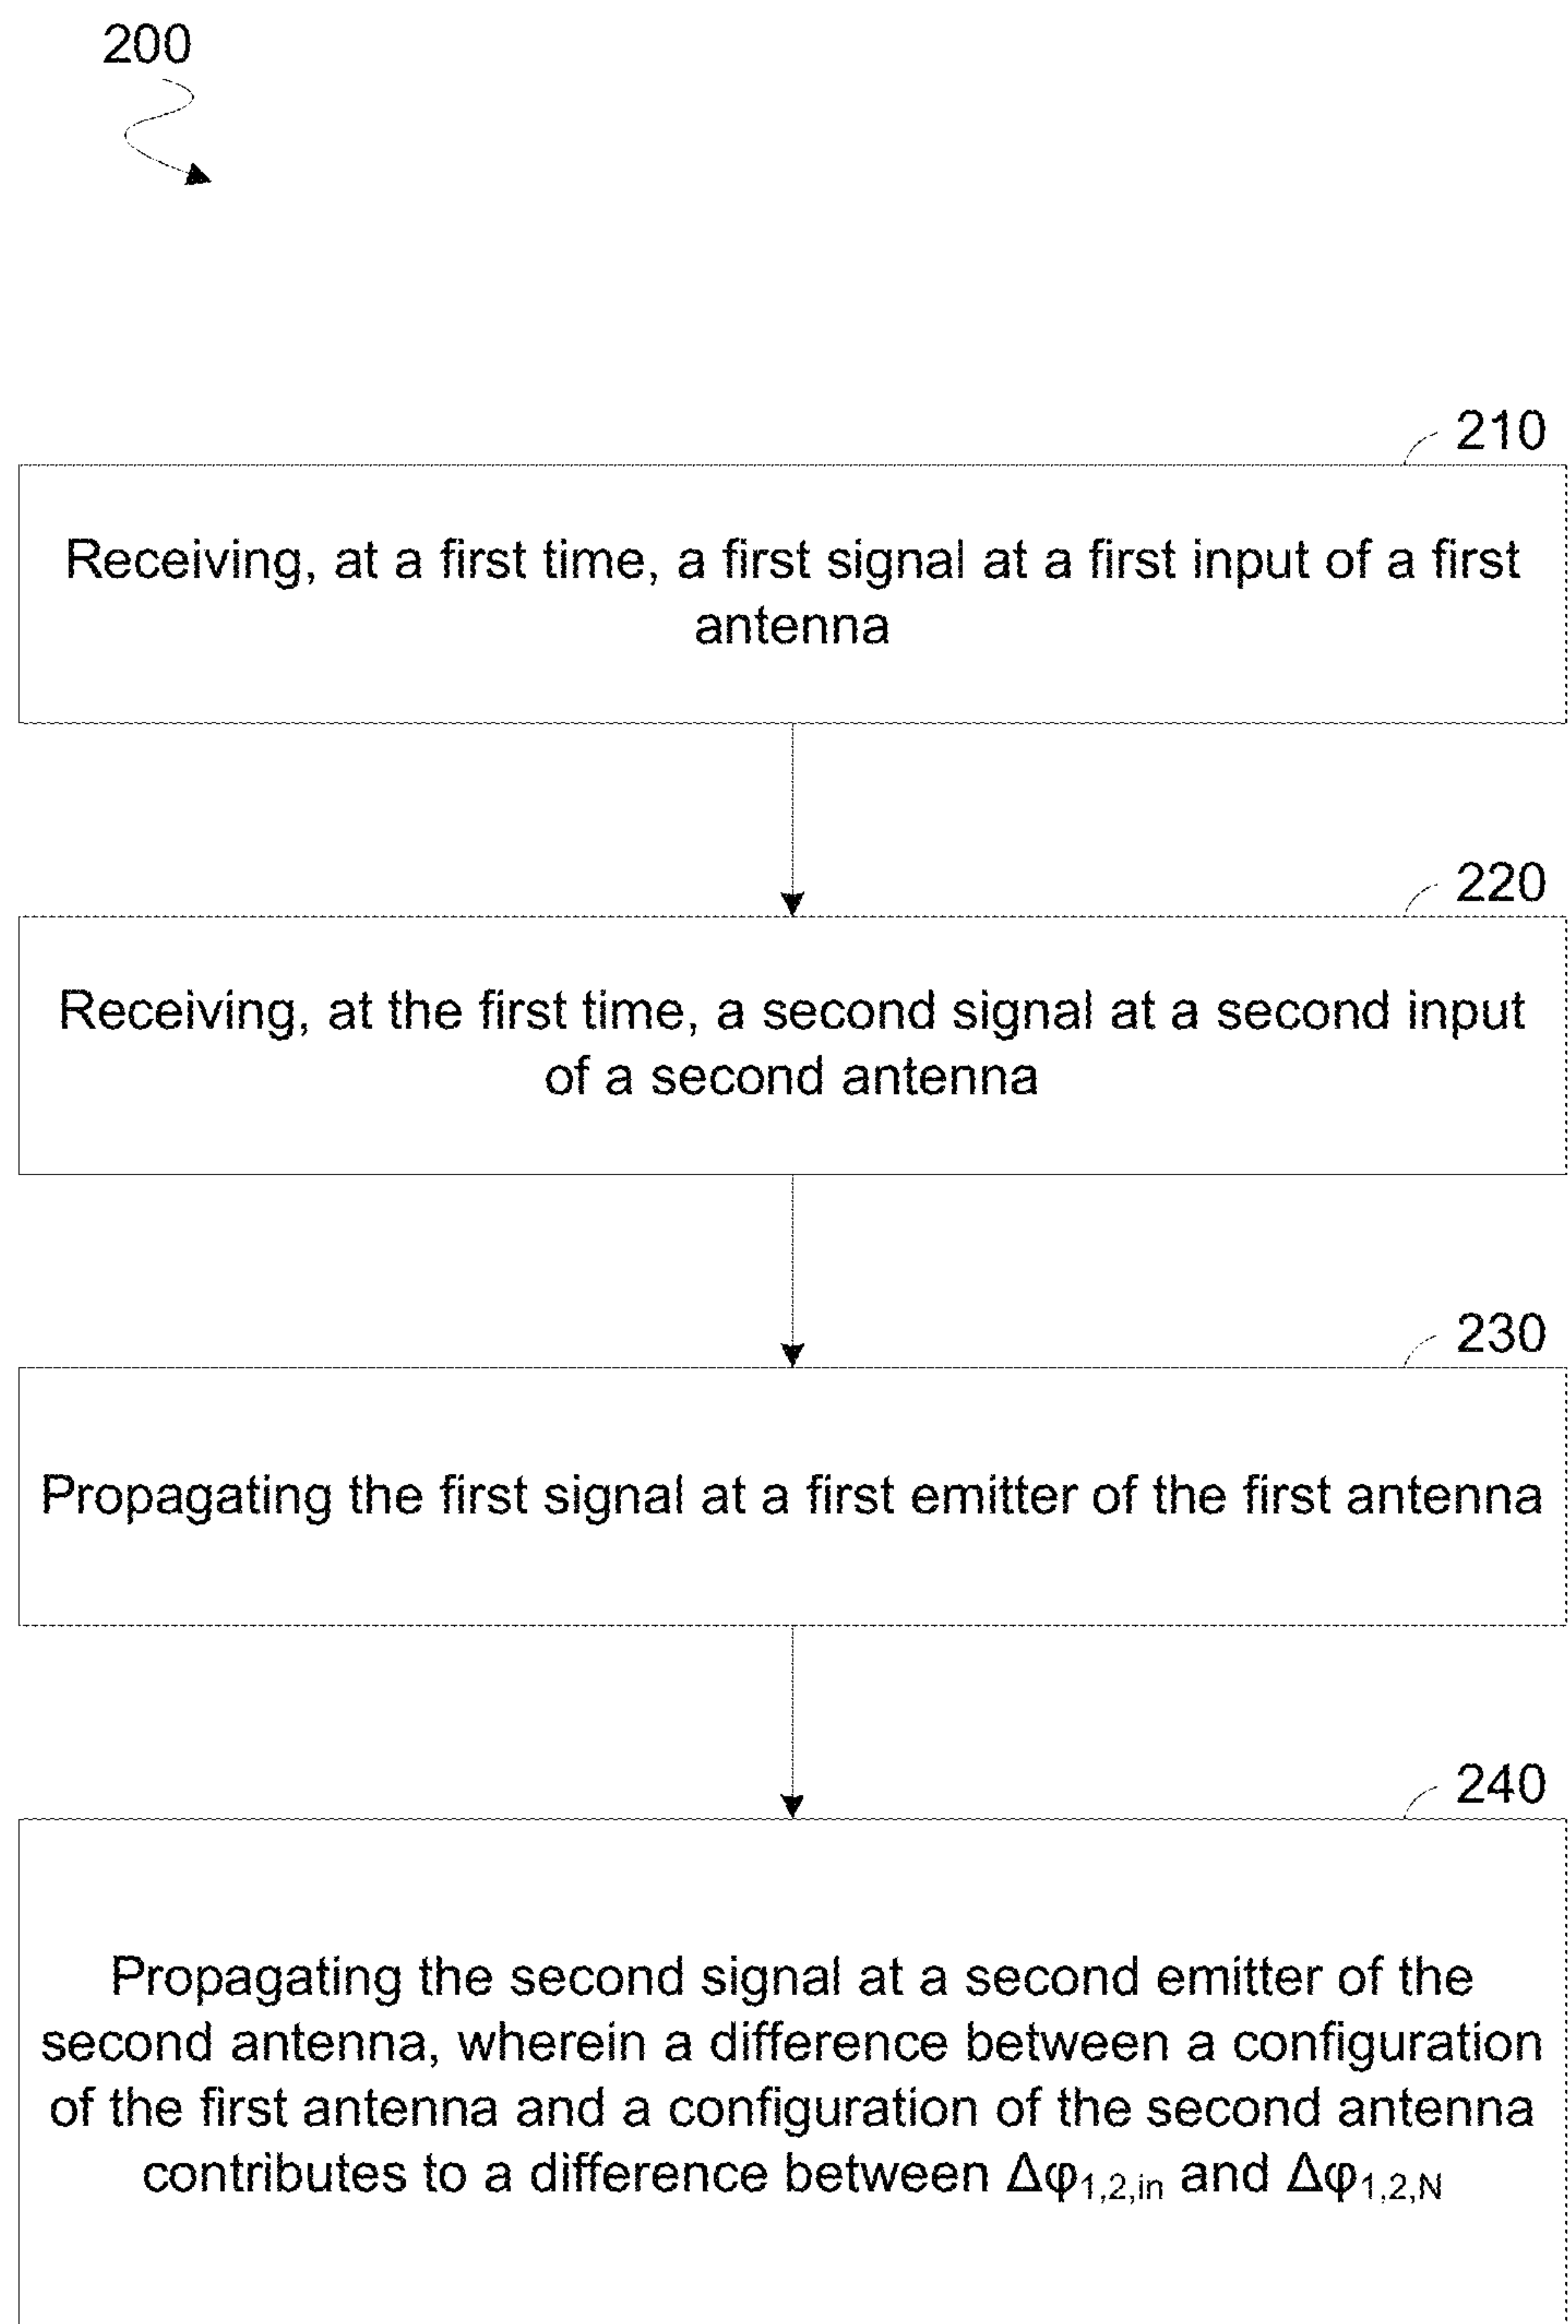 200
210
Receiving, at a first time, a first signal at a first input of a first
antenna
220
Receiving, at the first time, a second signal at a second input
of a second antenna
230
Propagating the first signal at a first emitter of the first antenna
240
Propagating the second signal at a second emitter of the
second antenna, wherein a difference between a configuration
of the first antenna and a configuration of the second antenna
contributes to a difference between Δφ1,2,in and Δφ1,2,N